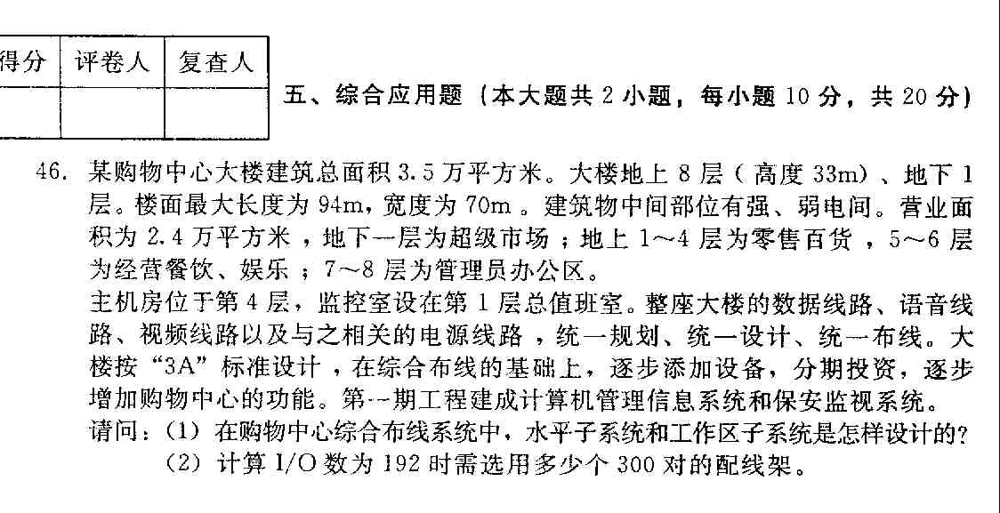 得分 评卷人 复查人
五、综合应用题（本大题共 2 小题，每小题 10 分，共 20 分）
46. 某购物中心大楼建筑总面积 3.5 万平方米。大楼地上 8 层（高度 33m）、地下 1
层。楼面最大长度为 94m，宽度为 70m 。建筑物中间部位有强、弱电间。营业面
积为 2.4 万平方米，地下一层为超级市场；地上 1～4 层为零售百货，5～6 层
为经营餐饮、娱乐；7～8 层为管理员办公区。
主机房位于第 4 层，监控室设在第 1 层总值班室。整座大楼的数据线路、语音线
路、视频线路以及与之相关的电源线路，统一规划、统一设计、统一布线。大
楼按“3A”标准设计，在综合布线的基础上，逐步添加设备，分期投资，逐步
增加购物中心的功能。第一期工程建成计算机管理信息系统和保安监视系统。
请问：（1）在购物中心综合布线系统中，水平子系统和工作区子系统是怎样设计的？
（2）计算 I/O 数为 192 时需选用多少个 300 对的配线架。